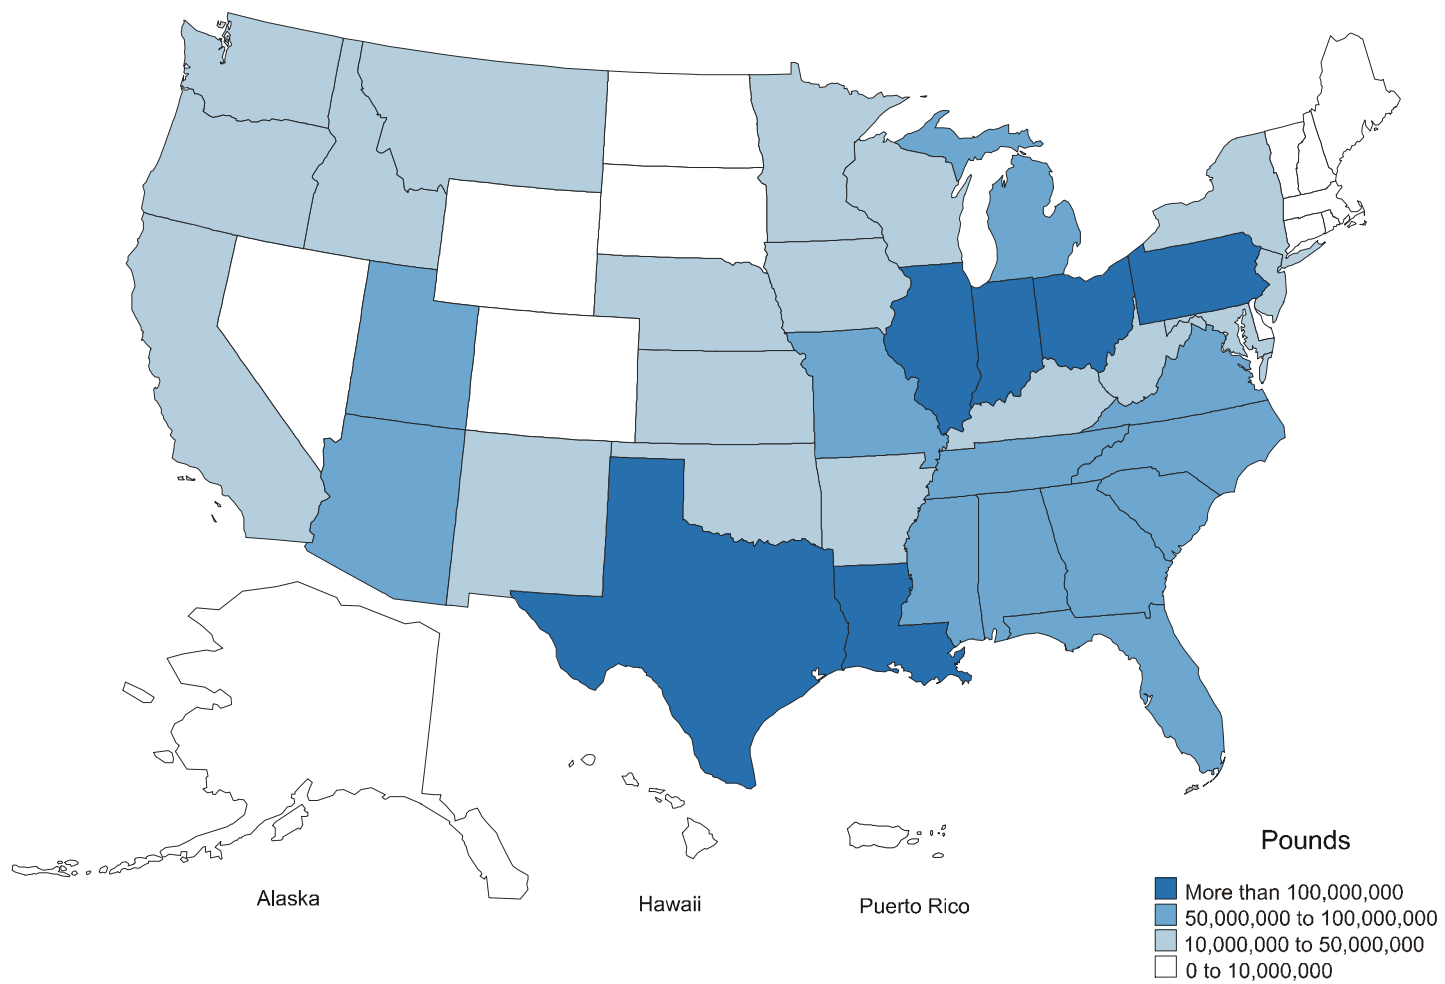 Pounds
More than 100,000,000
50,000,000 to 100,000,000
10,000,000 to 50,000,000
0 to 10,000,000
Alaska
Hawaii
Puerto Rico